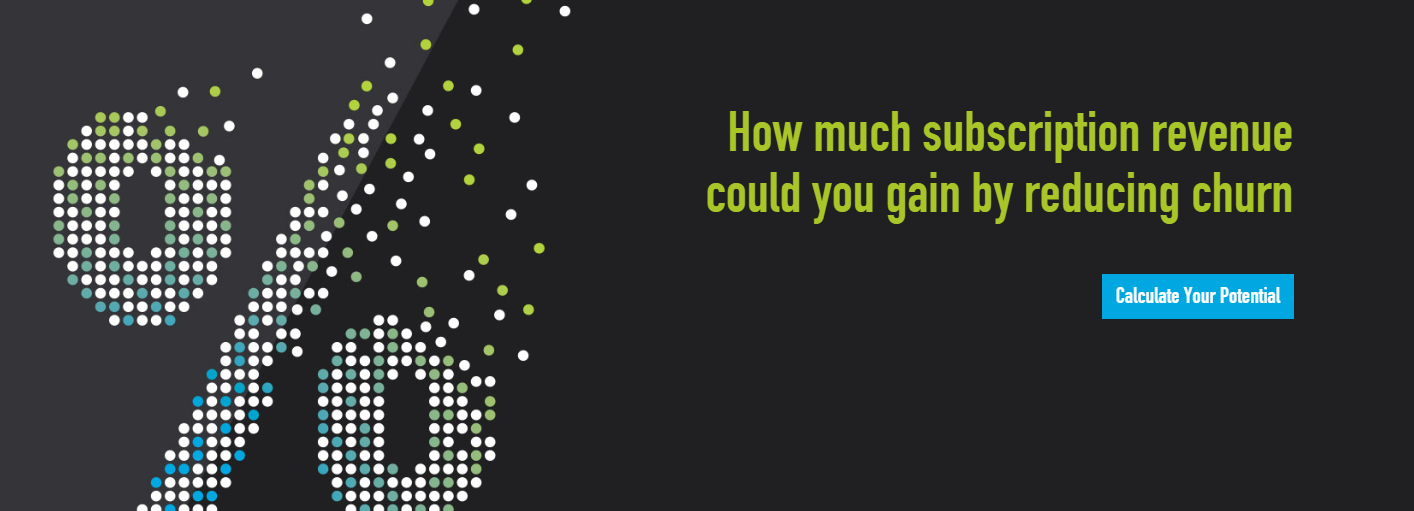 How much subscription revenue
could you gain by reducing churn
Calculate Your Potential